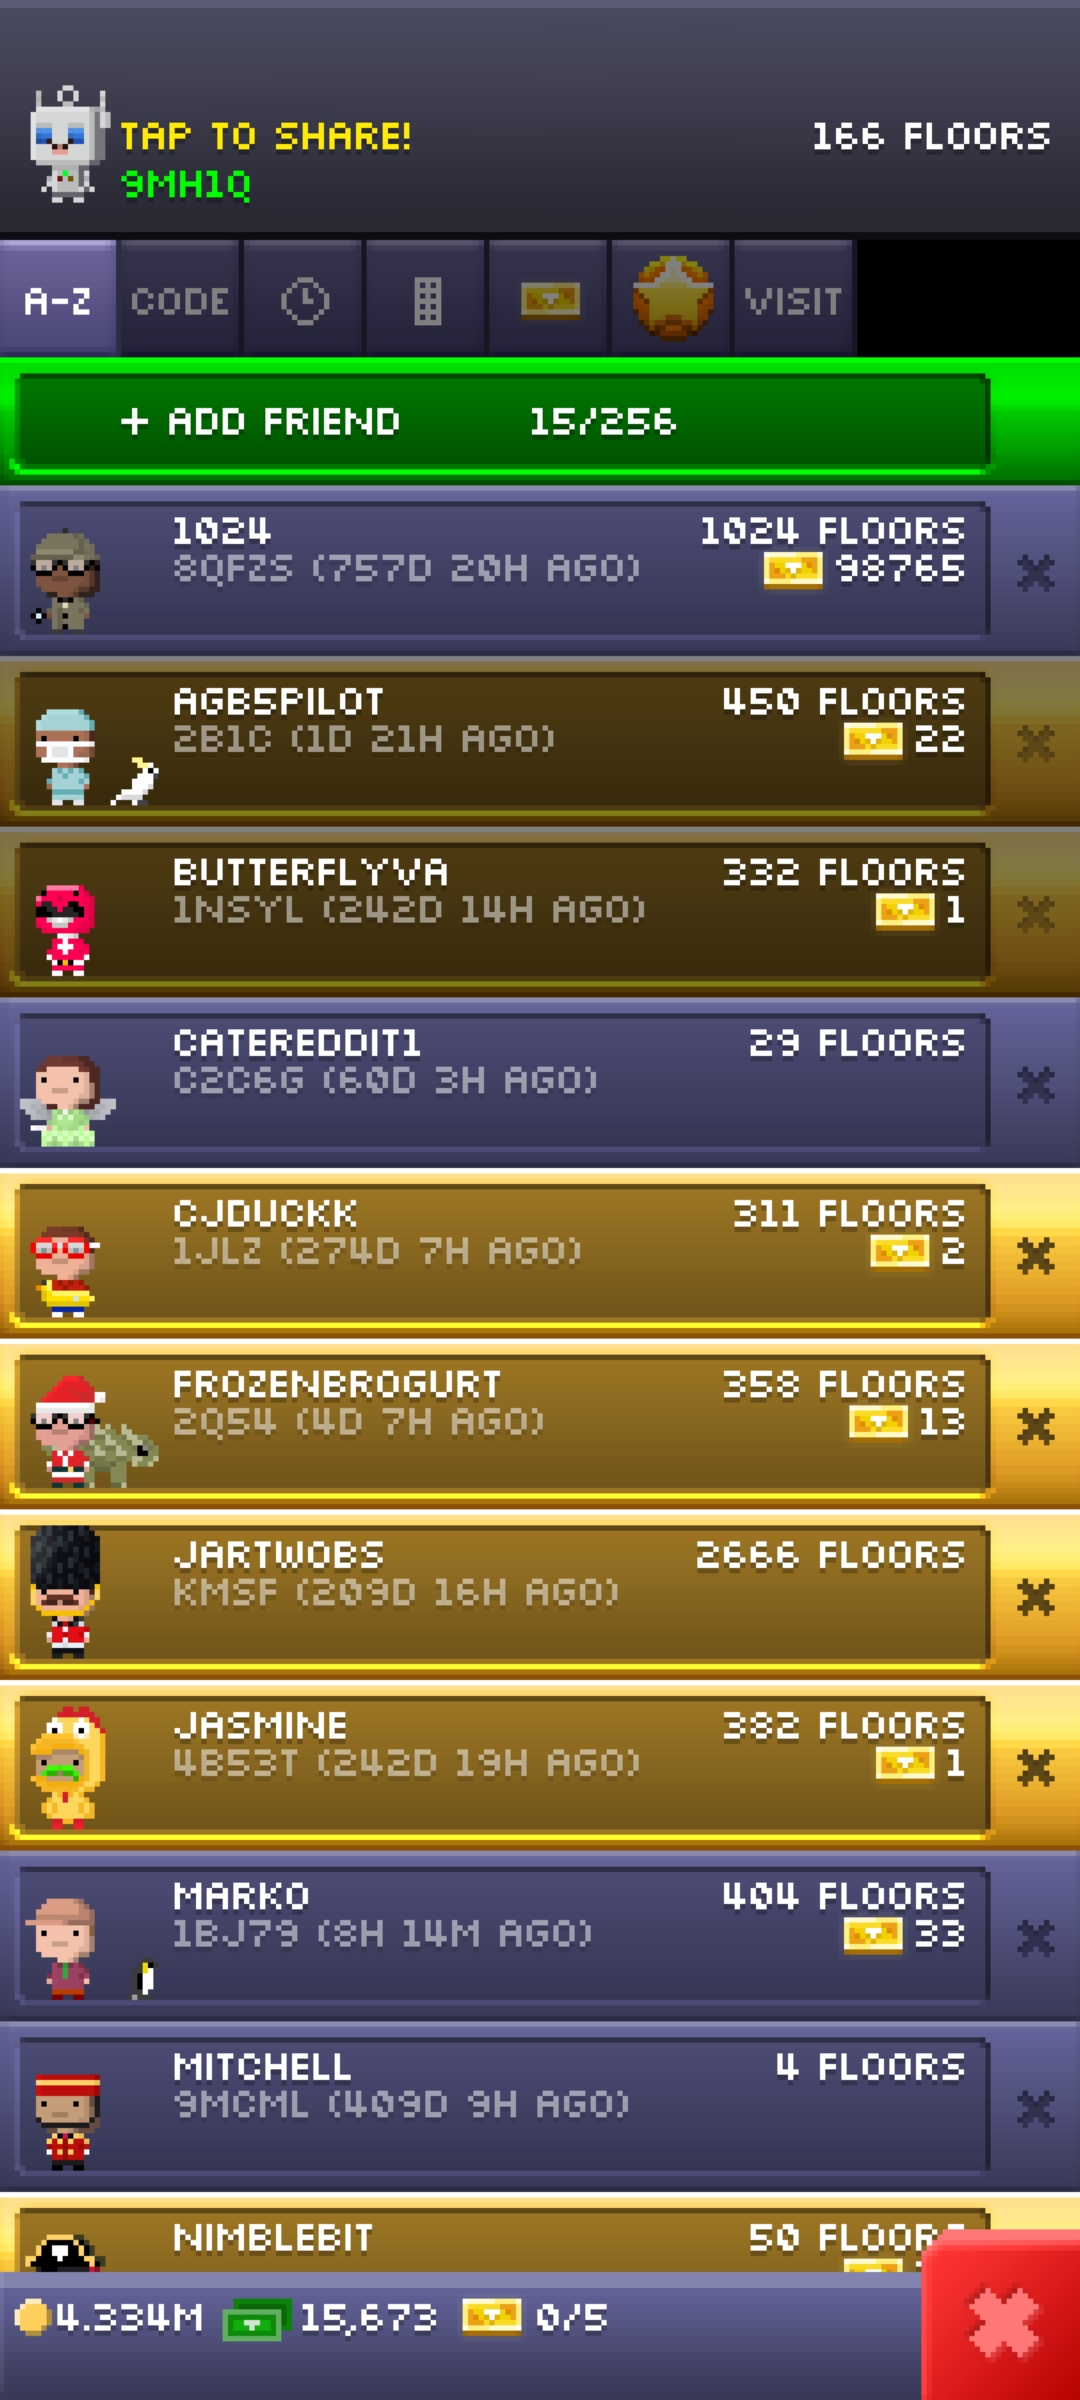 TAP TO SHARE!
166 FLOORS
9MH1Q
A-Z CODE VISIT
+ ADD FRIEND 15/256
1024 1024 FLOORS
8QFZS (757D 20H AGO) 98765
AGB5PILOT 450 FLOORS
2B1C (1D 21H AGO) 22
BUTTERFLYVA 332 FLOORS
1NSYL (242D 14H AGO) 1
CATEREDDIT1 29 FLOORS
C2C6G (60D 3H AGO)
CJDUCKK 311 FLOORS
1JLZ (274D 7H AGO) 2
FROZENBROGURT 358 FLOORS
2Q54 (4D 7H AGO) 13
JARTWOBS 2666 FLOORS
KMSF (209D 16H AGO)
JASMINE 382 FLOORS
4B53T (242D 19H AGO) 1
MARKO 404 FLOORS
1BJ79 (8H 14M AGO) 33
MITCHELL 4 FLOORS
9MCML (409D 9H AGO)
NIMBLEBIT 50 FLOORS
4.334M 15,673 0/5